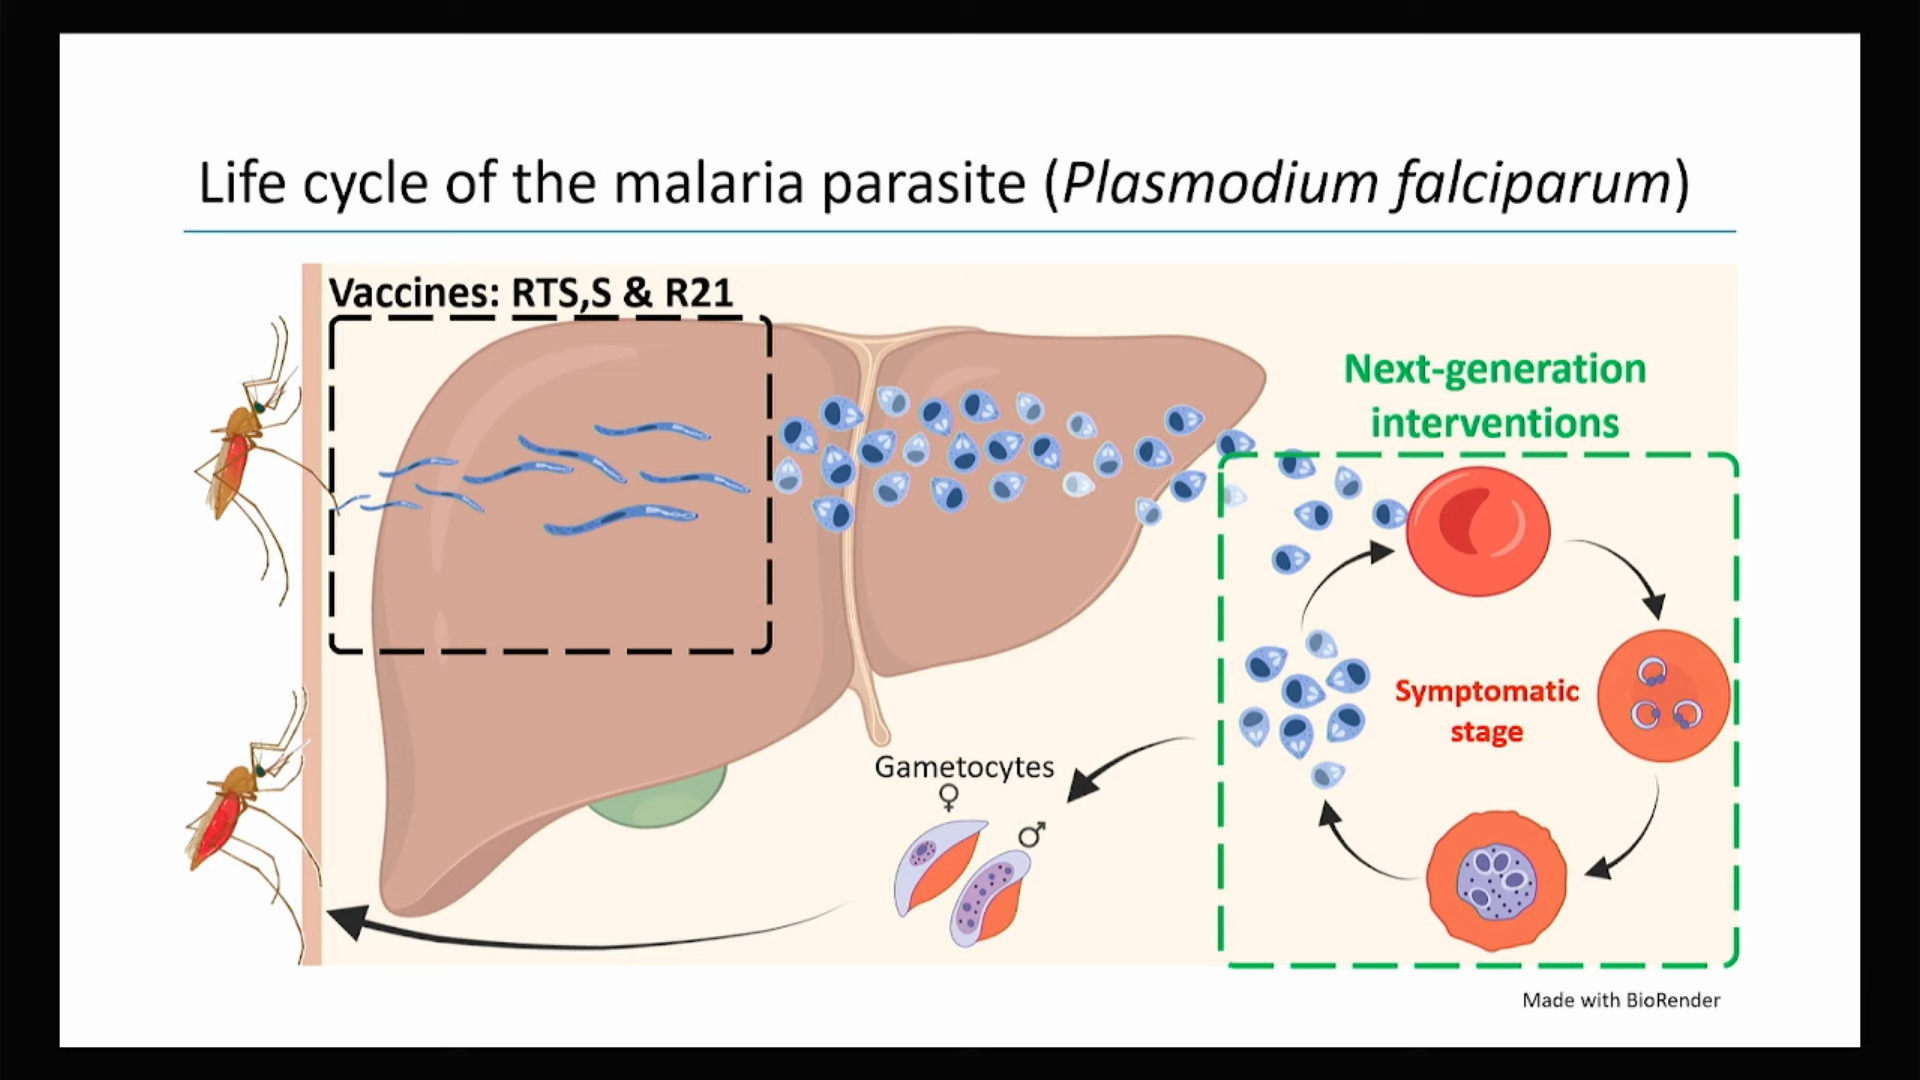 Life cycle of the malaria parasite (Plasmodium falciparum)
Vaccines: RTS,S & R21
Next-generation
interventions
Symptomatic
stage
Gametocytes
♀
♂
Made with BioRender